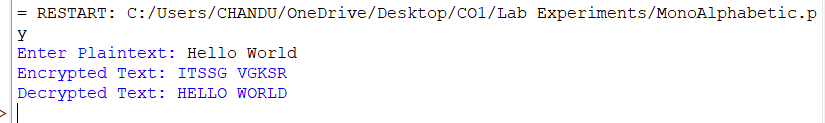 = RESTART: C:/Users/CHANDU/OneDrive/Desktop/CO1/Lab Experiments/MonoAlphabetic.p
y
Enter Plaintext: Hello World
Encrypted Text: ITSSG VGKSR
Decrypted Text: HELLO WORLD
>